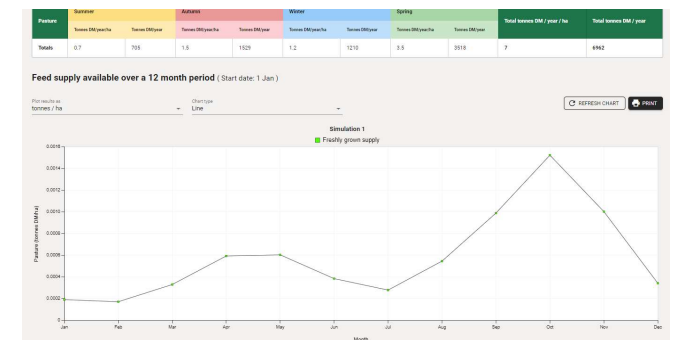 Pasture
Summer Autumn Winter Spring
Total tonnes DM / year / ha Total tonnes DM / year
Tonnes DM/year/ha Tonnes DM/year Tonnes DM/year/ha Tonnes DM/year Tonnes DM/year/ha Tonnes DM/year Tonnes DM/year/ha Tonnes DM/year
Totals 0.7 705 1.5 1529 1.2 1210 3.5 3518 7 6962
Feed supply available over a 12 month period ( Start date: 1 Jan )
Plot results as Chart type
tonnes / ha Line
REFRESH CHART PRINT
Simulation 1
Freshly grown supply
Pasture (tonnes DM/ha)
0.0016
0.0014
0.0012
0.0010
0.0008
0.0006
0.0004
0.0002
0
Jan Feb Mar Apr May Jun Jul Aug Sep Oct Nov Dec
Month